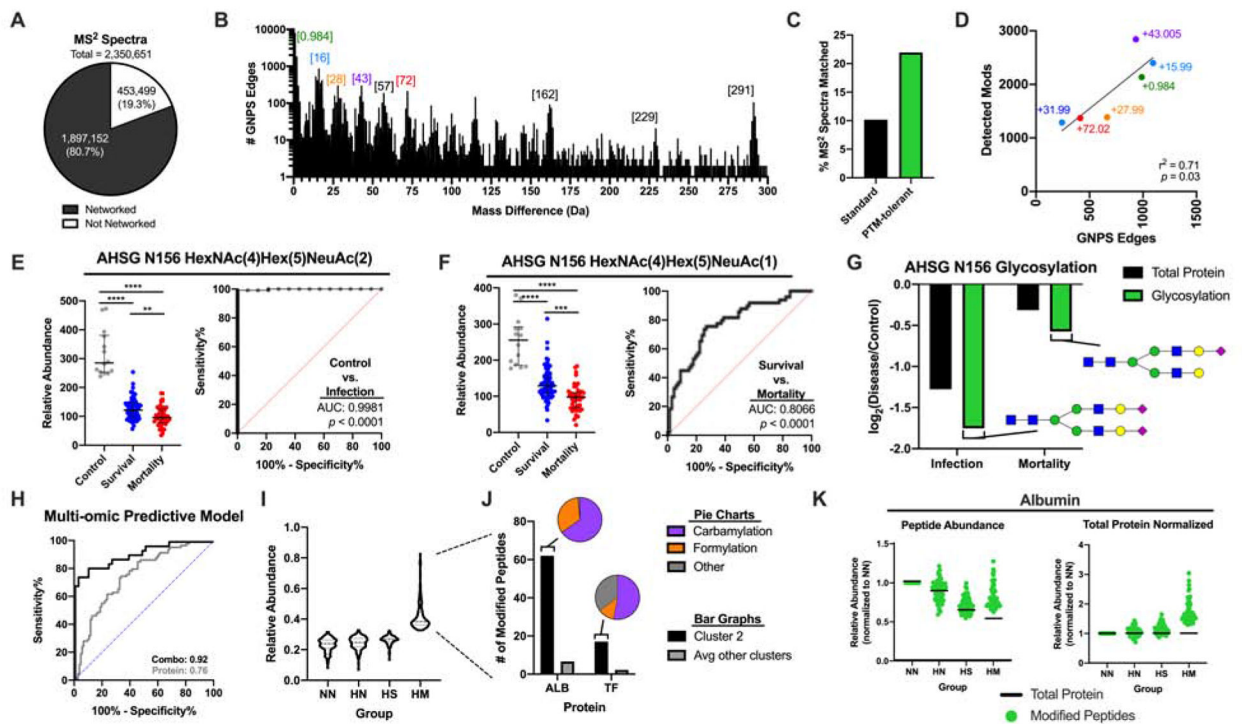 A
MS² Spectra
Total = 2,350,651
453,499
(19.3%)
1,897,152
(80.7%)
Networked
Not Networked
B
# GNPS Edges
10000
1000
100
10
1
[0.984]
[16]
[28]
[43]
[57]
[72]
[162]
[229]
[291]
0 25 50 75 100 125 150 175 200 225 250 275 300
Mass Difference (Da)
C
% MS² Spectra Matched
25
20
15
10
5
0
Standard
PTM-tolerant
D
Detected Mods
3000
2000
1000
0
+43.005
+15.99
+0.984
+31.99
+27.99
+72.02
r² = 0.71
p = 0.03
0 500 1000 1500
GNPS Edges
E
AHSG N156 HexNAc(4)Hex(5)NeuAc(2)
Relative Abundance
500
400
300
200
100
0
****
****
**
Control
Survival
Mortality
Sensitivity%
100
80
60
40
20
0
Control
vs.
Infection
AUC: 0.9981
p < 0.0001
0 20 40 60 80 100
100% - Specificity%
F
AHSG N156 HexNAc(4)Hex(5)NeuAc(1)
Relative Abundance
400
300
200
100
0
****
****
***
Control
Survival
Mortality
Sensitivity%
100
80
60
40
20
0
Survival
vs.
Mortality
AUC: 0.8066
p < 0.0001
0 20 40 60 80 100
100% - Specificity%
G
AHSG N156 Glycosylation
Total Protein
Glycosylation
log₂(Disease/Control)
0.0
-0.5
-1.0
-1.5
-2.0
Infection
Mortality
H
Multi-omic Predictive Model
Sensitivity%
100
80
60
40
20
0
Combo: 0.92
Protein: 0.76
0 20 40 60 80 100
100% - Specificity%
I
Relative Abundance
1.0
0.8
0.6
0.4
0.2
0.0
NN HN HS HM
Group
J
# of Modified Peptides
80
60
40
20
0
ALB TF
Protein
Pie Charts
Carbamylation
Formylation
Other
Bar Graphs
Cluster 2
Avg other clusters
K
Albumin
Peptide Abundance
Relative Abundance
(normalized to NN)
1.5
1.0
0.5
0.0
NN HN HS HM
Group
Total Protein Normalized
Relative Abundance
(normalized to NN)
4
3
2
1
0
NN HN HS HM
Group
Total Protein
Modified Peptides